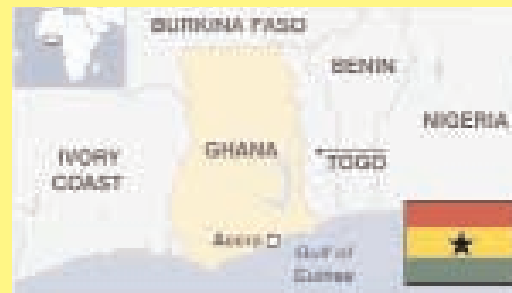 BURKINA FASO
BENIN
NIGERIA
GHANA
IVORY
COAST
TOGO
Accra
Gulf of
Guinea